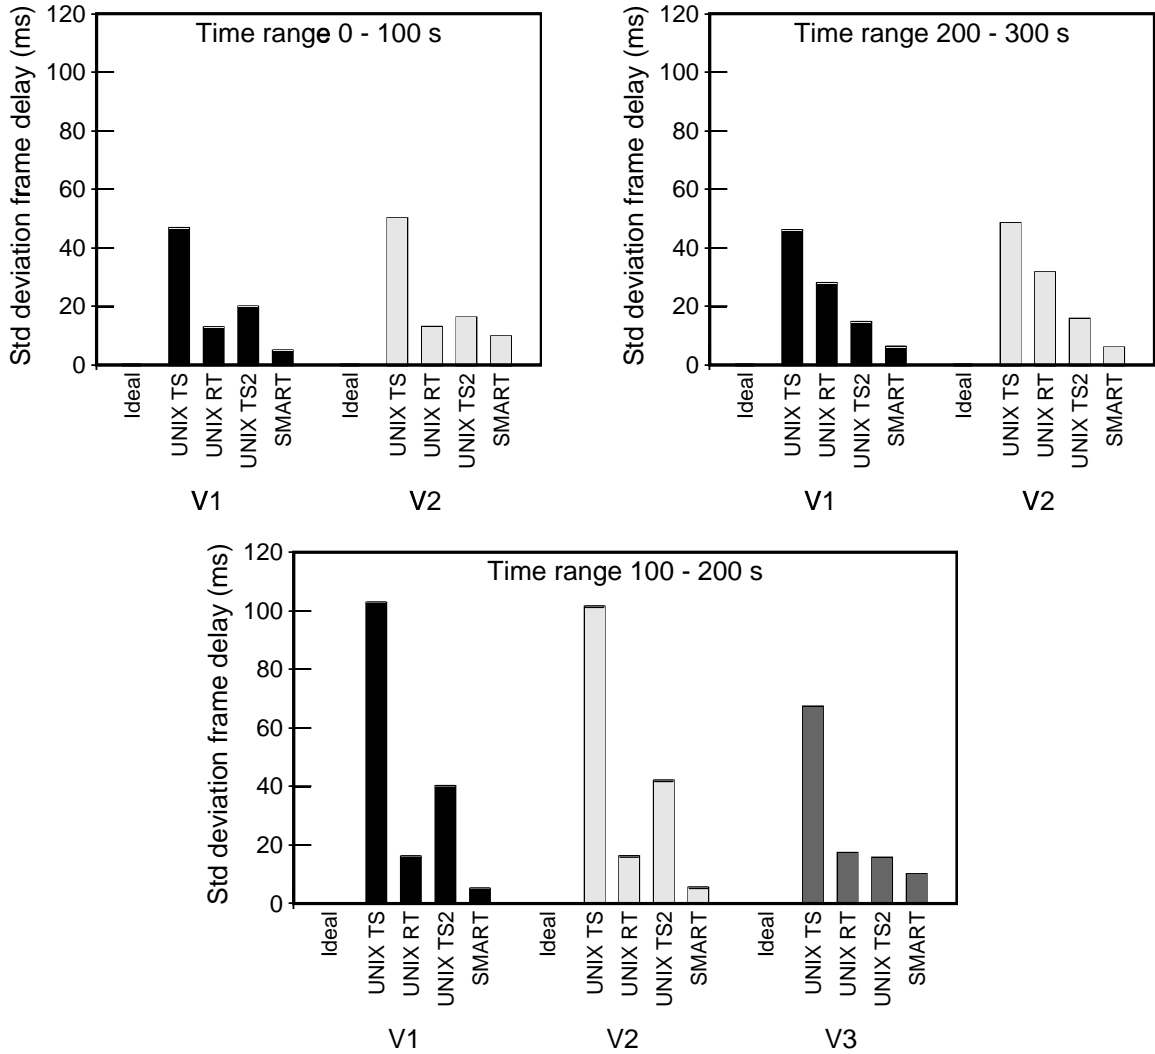 Time range 0 - 100 s
Std deviation frame delay (ms)
120
100
80
60
40
20
0
Ideal
UNIX TS
UNIX RT
UNIX TS2
SMART
Ideal
UNIX TS
UNIX RT
UNIX TS2
SMART
V1
V2
Time range 200 - 300 s
Std deviation frame delay (ms)
120
100
80
60
40
20
0
Ideal
UNIX TS
UNIX RT
UNIX TS2
SMART
Ideal
UNIX TS
UNIX RT
UNIX TS2
SMART
V1
V2
Time range 100 - 200 s
Std deviation frame delay (ms)
120
100
80
60
40
20
0
Ideal
UNIX TS
UNIX RT
UNIX TS2
SMART
Ideal
UNIX TS
UNIX RT
UNIX TS2
SMART
Ideal
UNIX TS
UNIX RT
UNIX TS2
SMART
V1
V2
V3